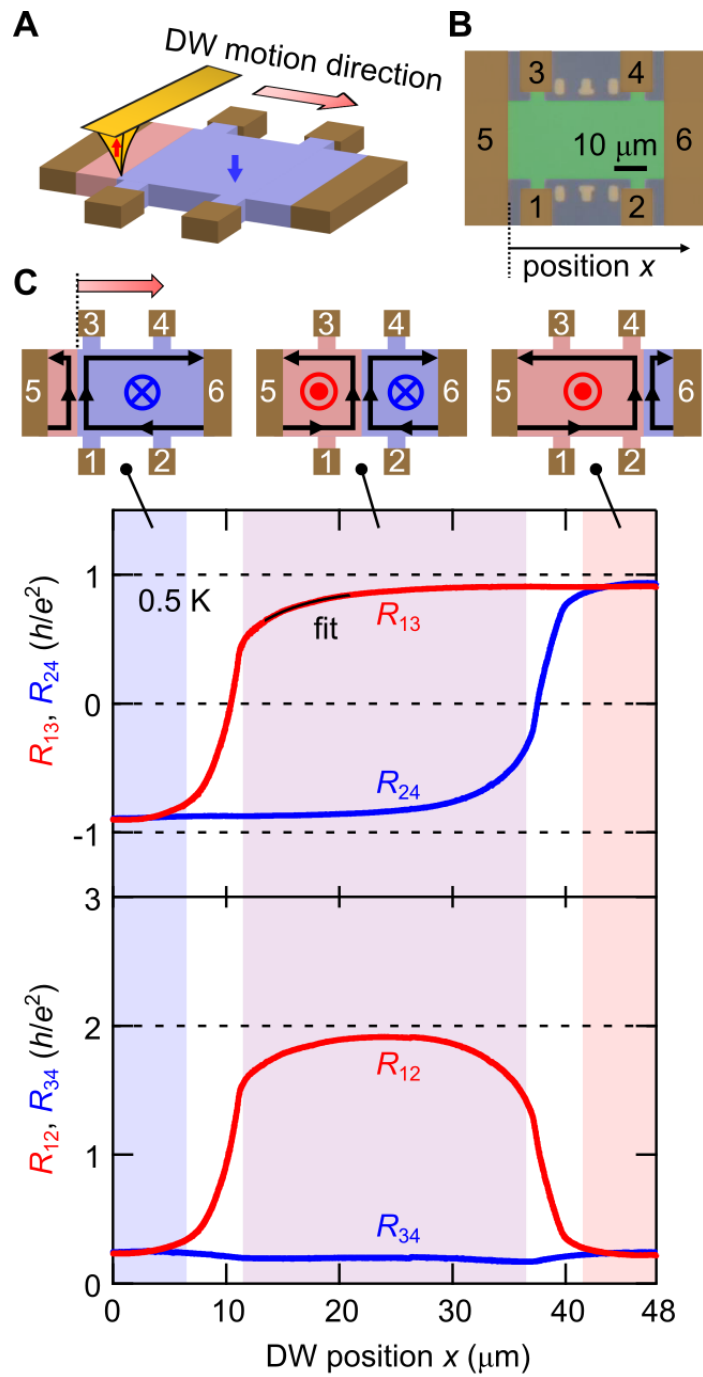 A
DW motion direction
B
3 4
5 6
10 μm
1 2
position x
C
3 4
5 6
1 2
3 4
5 6
1 2
3 4
5 6
1 2
R13, R24 (h/e²)
1
0
-1
0.5 K
fit
R13
R24
R12, R34 (h/e²)
3
2
1
0
R12
R34
0 10 20 30 40 48
DW position x (μm)